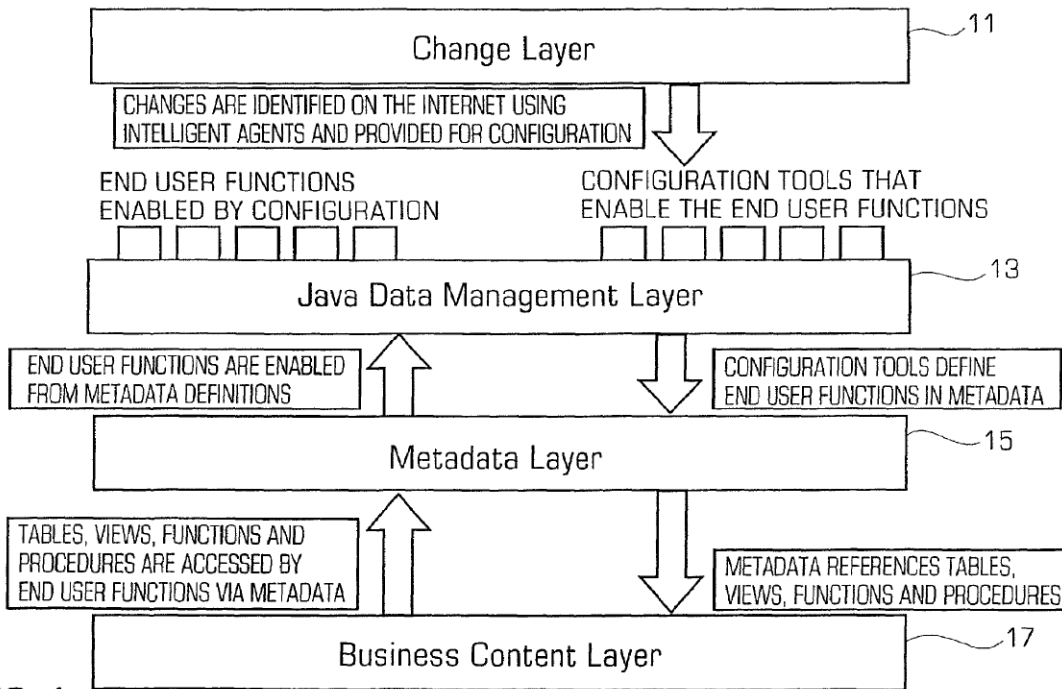 Change Layer
11
CHANGES ARE IDENTIFIED ON THE INTERNET USING
INTELLIGENT AGENTS AND PROVIDED FOR CONFIGURATION
END USER FUNCTIONS
ENABLED BY CONFIGURATION
CONFIGURATION TOOLS THAT
ENABLE THE END USER FUNCTIONS
Java Data Management Layer
13
END USER FUNCTIONS ARE ENABLED
FROM METADATA DEFINITIONS
CONFIGURATION TOOLS DEFINE
END USER FUNCTIONS IN METADATA
Metadata Layer
15
TABLES, VIEWS, FUNCTIONS AND
PROCEDURES ARE ACCESSED BY
END USER FUNCTIONS VIA METADATA
METADATA REFERENCES TABLES,
VIEWS, FUNCTIONS AND PROCEDURES
Business Content Layer
17